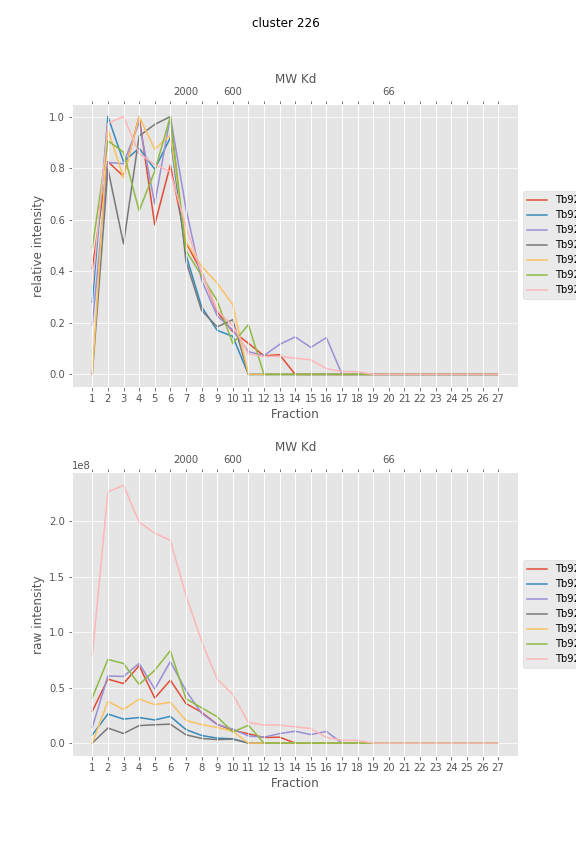 cluster 226
MW Kd
2000 600 66
1.0
0.8
0.6
0.4
0.2
0.0
relative intensity
Tb92
Tb92
Tb92
Tb92
Tb92
Tb92
Tb92
1 2 3 4 5 6 7 8 9 10 11 12 13 14 15 16 17 18 19 20 21 22 23 24 25 26 27
Fraction
MW Kd
2000 600 66
1e8
2.0
1.5
1.0
0.5
0.0
raw intensity
Tb92
Tb92
Tb92
Tb92
Tb92
Tb92
Tb92
1 2 3 4 5 6 7 8 9 10 11 12 13 14 15 16 17 18 19 20 21 22 23 24 25 26 27
Fraction